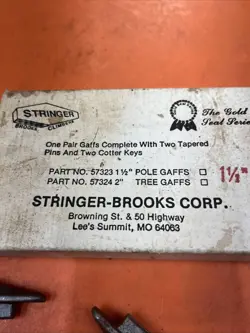 STRINGER
BROOKS CLIMBERS
The Gold
Seal Series
One Pair Gaffs Complete With Two Tapered
Pins And Two Cotter Keys
PART NO. 57323 1½" POLE GAFFS
PART NO. 57324 2" TREE GAFFS
1½"
STRINGER-BROOKS CORP.
Browning St. & 50 Highway
Lee's Summit, MO 64063